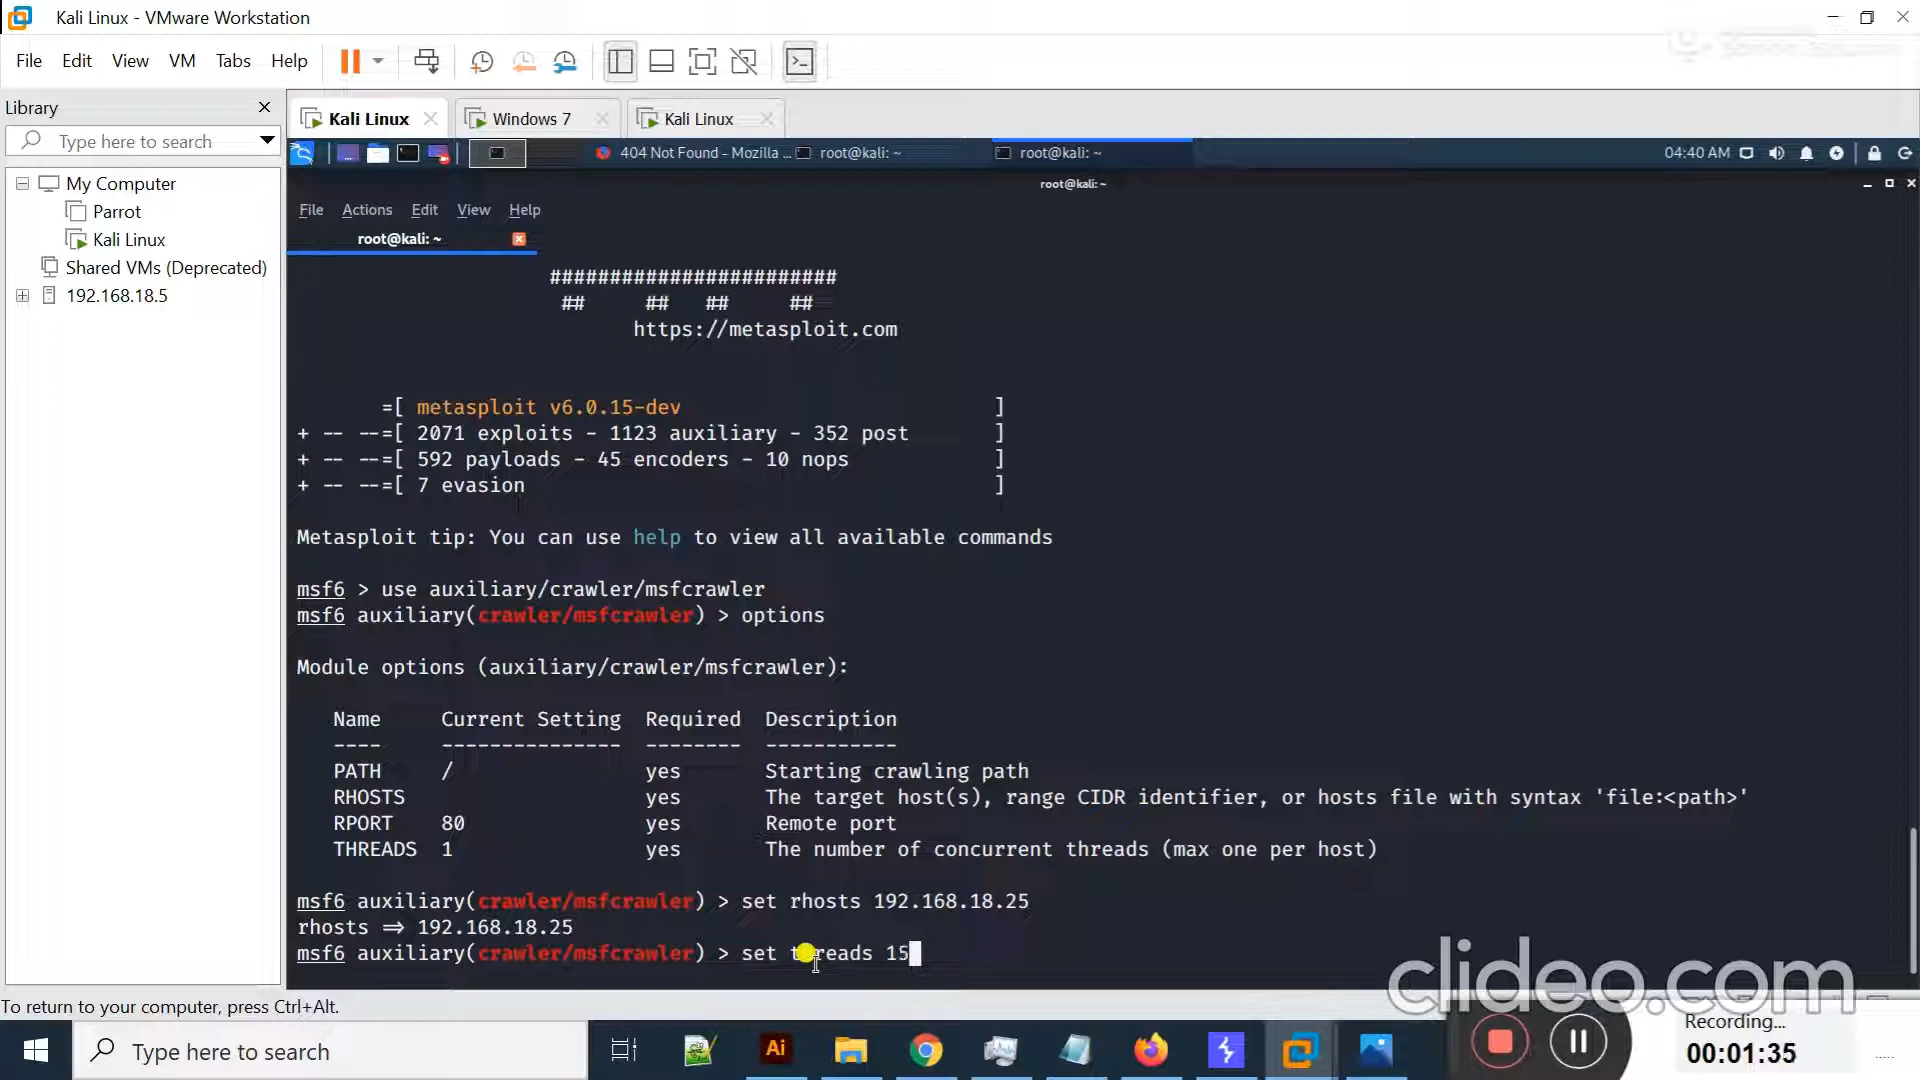 Kali Linux - VMware Workstation
File Edit View VM Tabs Help
Library
Type here to search
Kali Linux
Windows 7
Kali Linux
My Computer
Parrot
Kali Linux
Shared VMs (Deprecated)
192.168.18.5
404 Not Found - Mozilla ...
root@kali: ~
root@kali: ~
04:40 AM
root@kali: ~
File Actions Edit View Help
root@kali: ~
########################
## ## ## ##
https://metasploit.com
=[ metasploit v6.0.15-dev ]
+ -- --=[ 2071 exploits - 1123 auxiliary - 352 post ]
+ -- --=[ 592 payloads - 45 encoders - 10 nops ]
+ -- --=[ 7 evasion ]
Metasploit tip: You can use help to view all available commands
msf6 > use auxiliary/crawler/msfcrawler
msf6 auxiliary(crawler/msfcrawler) > options
Module options (auxiliary/crawler/msfcrawler):
Name Current Setting Required Description
---- --------------- -------- -----------
PATH / yes Starting crawling path
RHOSTS yes The target host(s), range CIDR identifier, or hosts file with syntax 'file:<path>'
RPORT 80 yes Remote port
THREADS 1 yes The number of concurrent threads (max one per host)
msf6 auxiliary(crawler/msfcrawler) > set rhosts 192.168.18.25
rhosts => 192.168.18.25
msf6 auxiliary(crawler/msfcrawler) > set threads 15
clideo.com
To return to your computer, press Ctrl+Alt.
Type here to search
Ai
Recording...
00:01:35